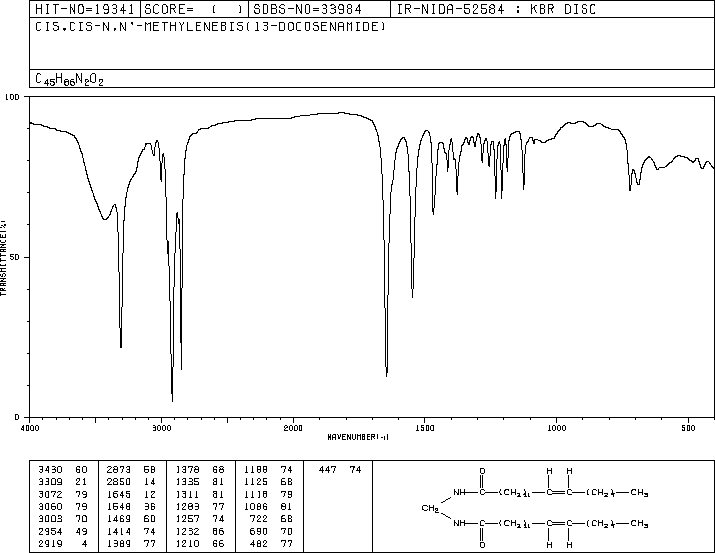 HIT-NO=19341 SCORE= ( ) SDBS-NO=33984 IR-NIDA-52584 : KBR DISC
CIS,CIS-N,N'-METHYLENEBIS(13-DOCOSENAMIDE)
C45H86N2O2
100
50
0
TRANSMITTANCE(%)
4000 3000 2000 1500 1000 500
WAVENUMBER(-1)
3430 60 2873 58 1378 68 1188 74 447 74
3309 21 2850 14 1335 81 1125 68
3072 79 1645 12 1311 81 1118 79
3060 79 1548 36 1283 77 1086 81
3003 70 1469 60 1257 74 722 68
2954 49 1414 74 1232 66 690 70
2919 4 1389 77 1210 66 482 77
O H H
NH C (CH2)11 C C (CH2)7 CH3
CH2
NH C (CH2)11 C C (CH2)7 CH3
O H H